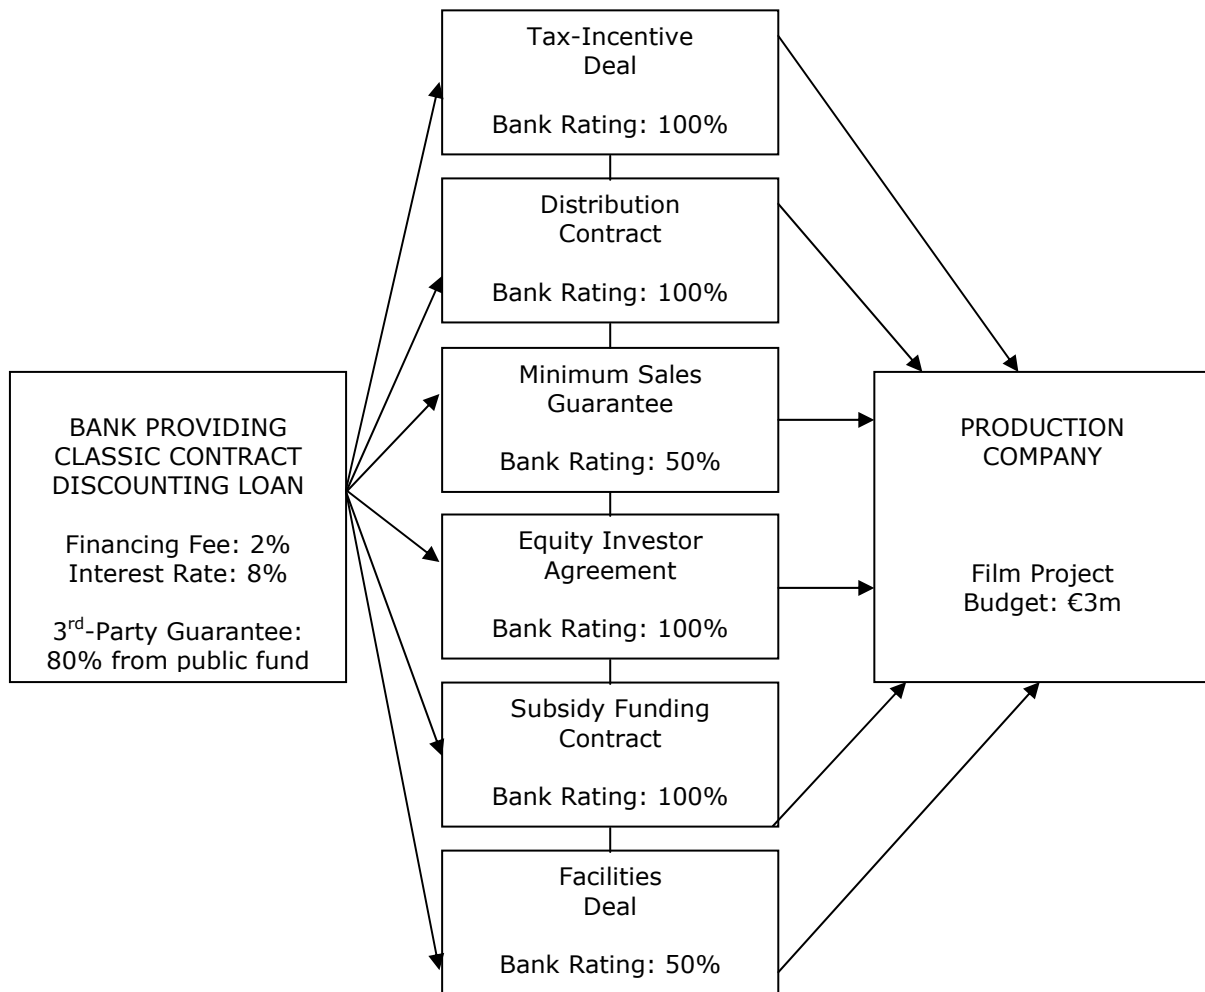 BANK PROVIDING
CLASSIC CONTRACT
DISCOUNTING LOAN
Financing Fee: 2%
Interest Rate: 8%
3rd-Party Guarantee:
80% from public fund
Tax-Incentive
Deal
Bank Rating: 100%
Distribution
Contract
Bank Rating: 100%
Minimum Sales
Guarantee
Bank Rating: 50%
Equity Investor
Agreement
Bank Rating: 100%
Subsidy Funding
Contract
Bank Rating: 100%
Facilities
Deal
Bank Rating: 50%
PRODUCTION
COMPANY
Film Project
Budget: €3m